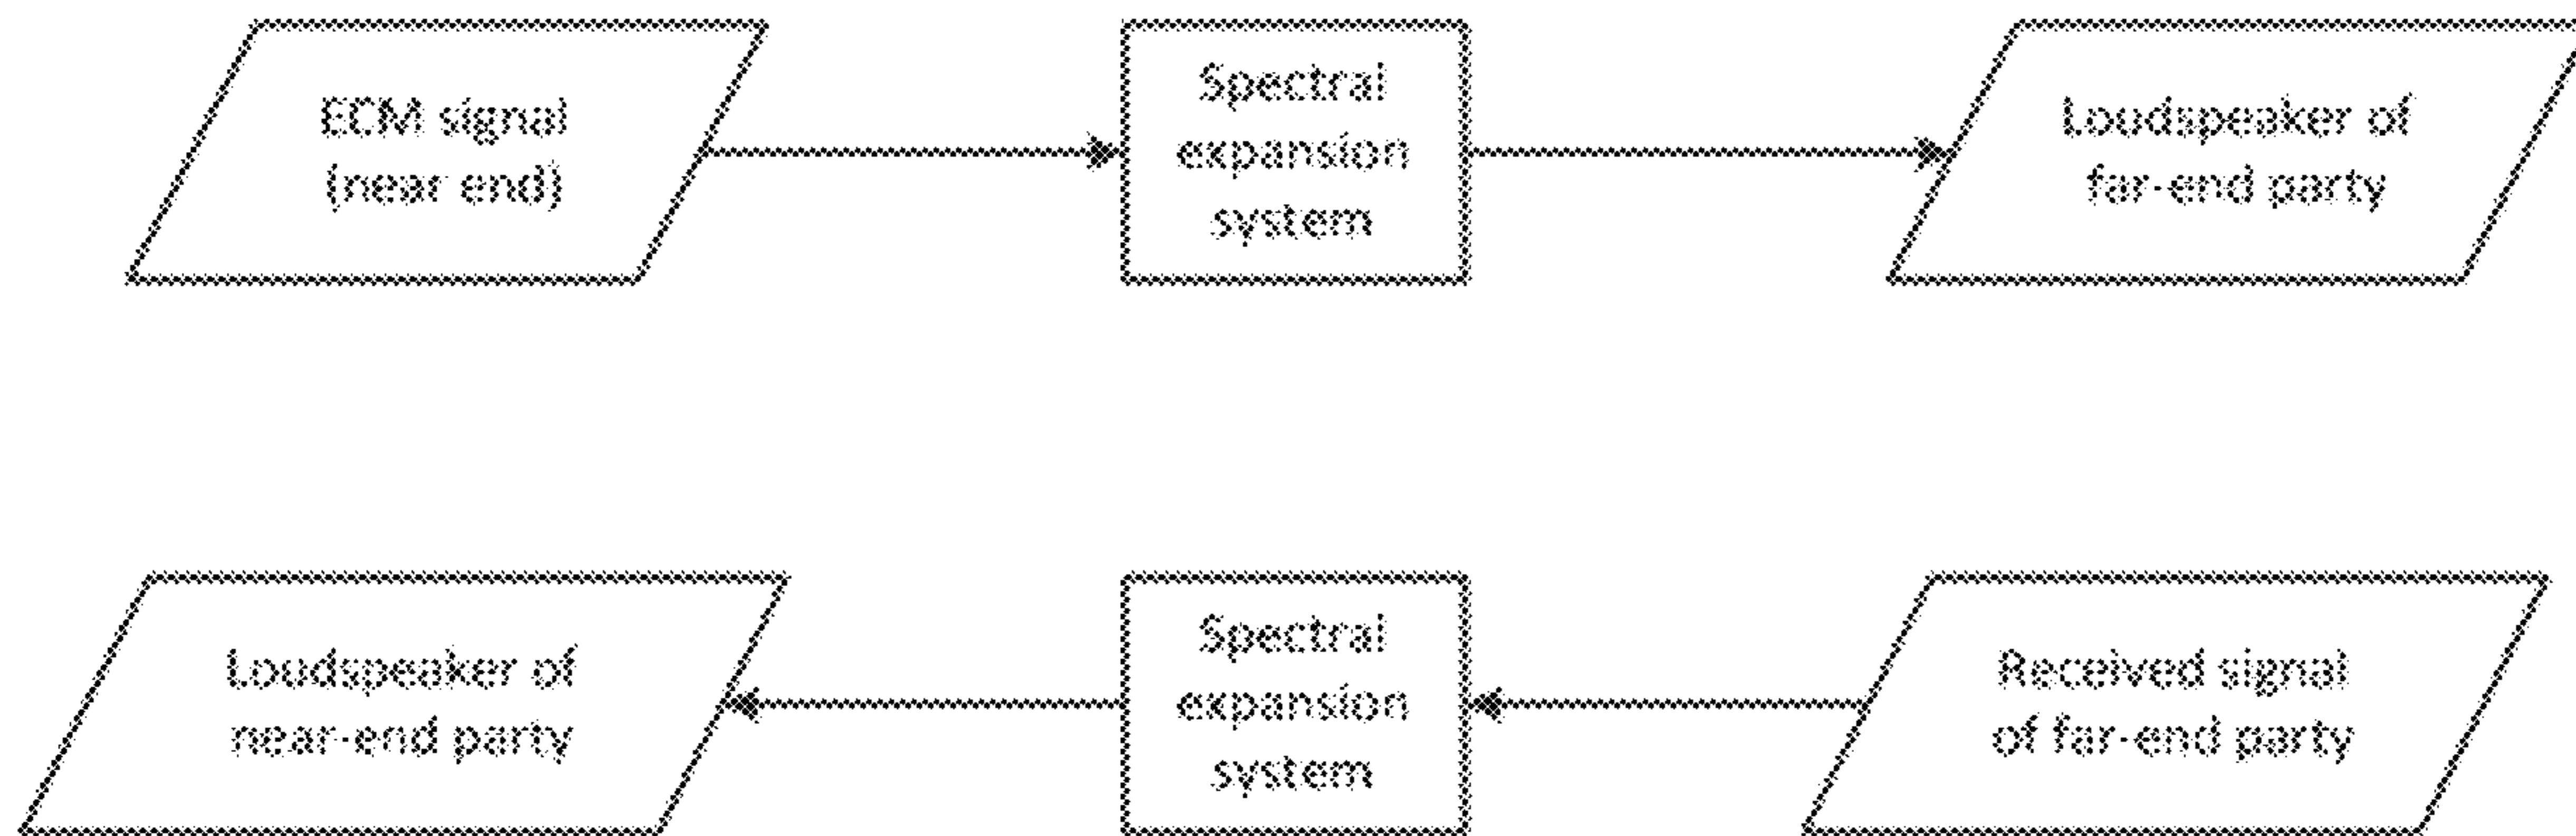 ECM signal
(near end)
Spectral
expansion
system
Loudspeaker of
far-end party
Loudspeaker of
near-end party
Spectral
expansion
system
Received signal
of far-end party